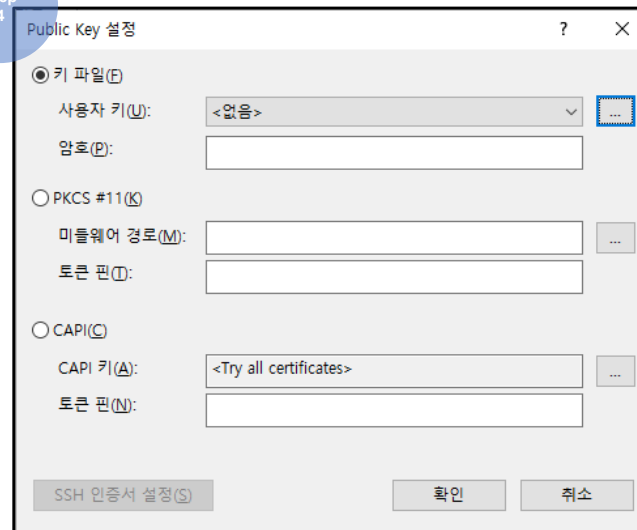 4
Public Key 설정 ? ×
키 파일(F)
사용자 키(U): <없음> ...
암호(P):
PKCS #11(K)
미들웨어 경로(M): ...
토큰 핀(T):
CAPI(C)
CAPI 키(A): <Try all certificates> ...
토큰 핀(N):
SSH 인증서 설정(S) 확인 취소